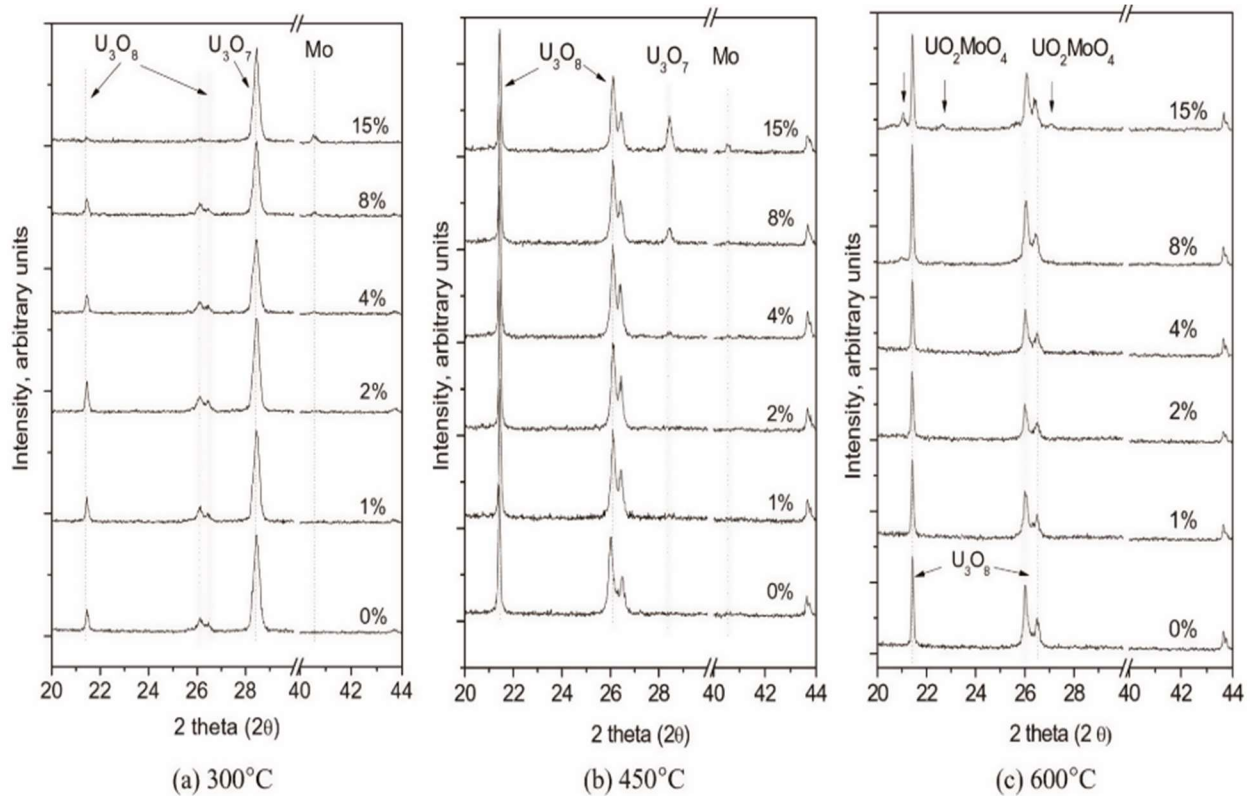 U₃O₈
U₃O₇
Mo
15%
8%
4%
2%
1%
0%
Intensity, arbitrary units
20 22 24 26 28 40 42 44
2 theta (2θ)
(a) 300°C
U₃O₈
U₃O₇
Mo
15%
8%
4%
2%
1%
0%
Intensity, arbitrary units
20 22 24 26 28 40 42 44
2 theta (2θ)
(b) 450°C
UO₂MoO₄
UO₂MoO₄
15%
8%
4%
2%
1%
U₃O₈
0%
Intensity, arbitrary units
20 22 24 26 28 40 42 44
2 theta (2 θ)
(c) 600°C